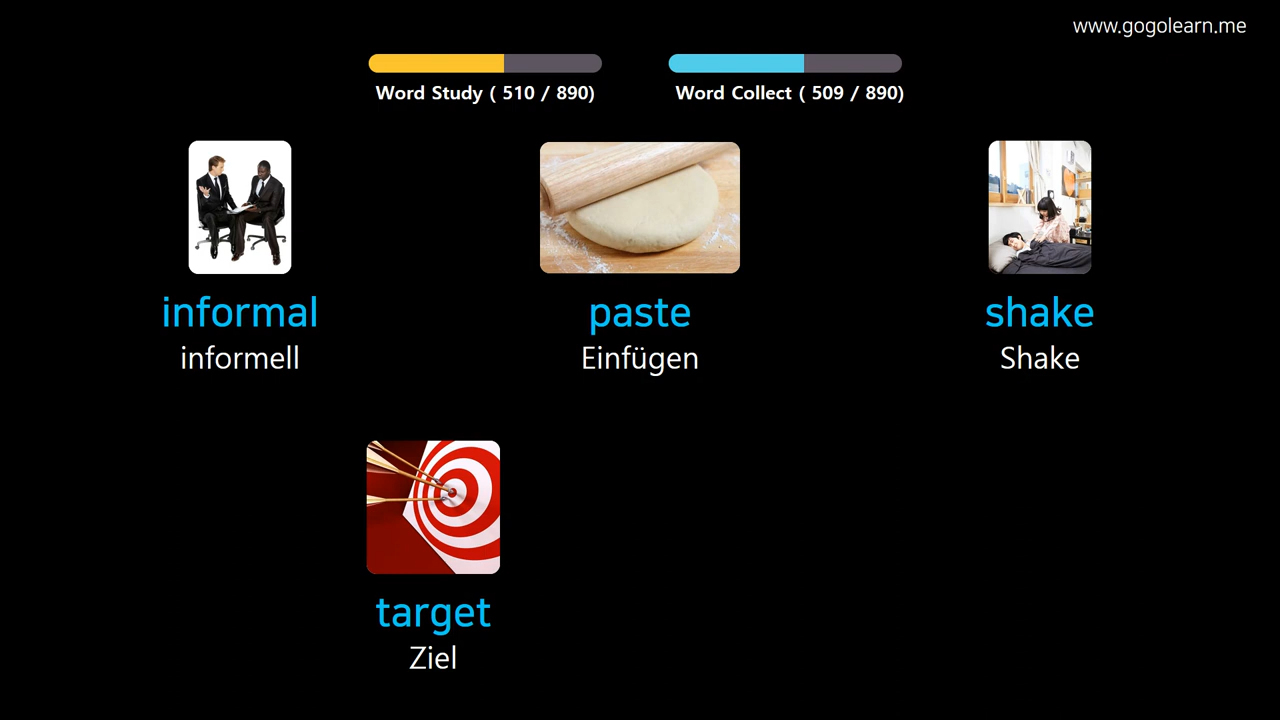 www.gogolearn.me
Word Study ( 510 / 890)
Word Collect ( 509 / 890)
informal
informell
paste
Einfügen
shake
Shake
target
Ziel